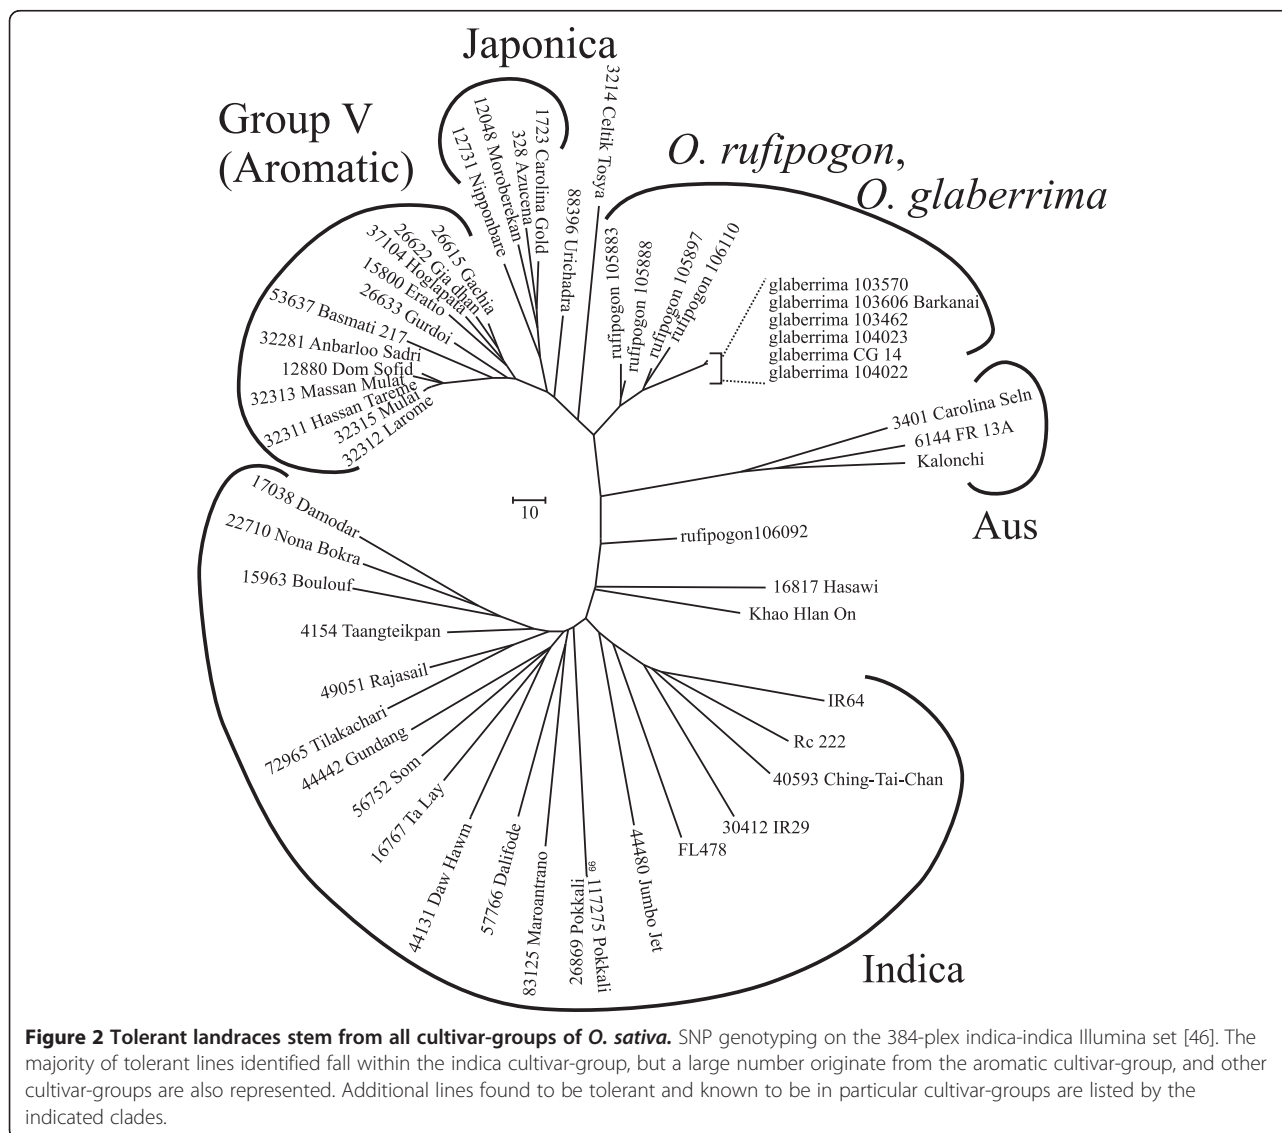 Japonica
Group V
(Aromatic)
O. rufipogon,
O. glaberrima
12731 Nipponbare
12048 Moroberekan
328 Azucena
1723 Carolina Gold
88396 Urichadra
3214 Celtik Tosya
rufipogon 105883
rufipogon 105888
rufipogon 105897
rufipogon 106110
glaberrima 103570
glaberrima 103606 Barkanai
glaberrima 103462
glaberrima 104023
glaberrima CG 14
glaberrima 104022
26615 Gachia
26622 Gja dhan
37104 Hoglapata
15800 Eratio
26633 Gurdoi
53637 Basmati 217
32281 Anbarloo Sadri
12880 Dom Sofid
32313 Massan Mulat
32311 Hassan Tareme
32315 Mulai
32312 Larome
3401 Carolina Seln
6144 FR 13A
Kalonchi
Aus
10
rufipogon106092
16817 Hasawi
Khao Hlan On
17038 Damodar
22710 Nona Bokra
15963 Boulouf
4154 Taangteikpan
49051 Rajasail
72965 Tilakachari
44442 Gundang
56752 Som
16767 Ta Lay
44131 Daw Hawm
57766 Dalifode
83125 Maroantrano
26869 Pokkali
99
117275 Pokkali
44480 Jumbo Jet
FL478
30412 IR29
40593 Ching-Tai-Chan
Rc 222
IR64
Indica
Figure 2 Tolerant landraces stem from all cultivar-groups of O. sativa. SNP genotyping on the 384-plex indica-indica Illumina set [46]. The
majority of tolerant lines identified fall within the indica cultivar-group, but a large number originate from the aromatic cultivar-group, and other
cultivar-groups are also represented. Additional lines found to be tolerant and known to be in particular cultivar-groups are listed by the
indicated clades.